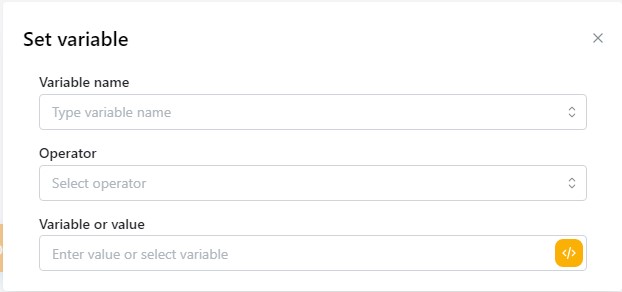 Set variable
Variable name
Type variable name
Operator
Select operator
Variable or value
Enter value or select variable